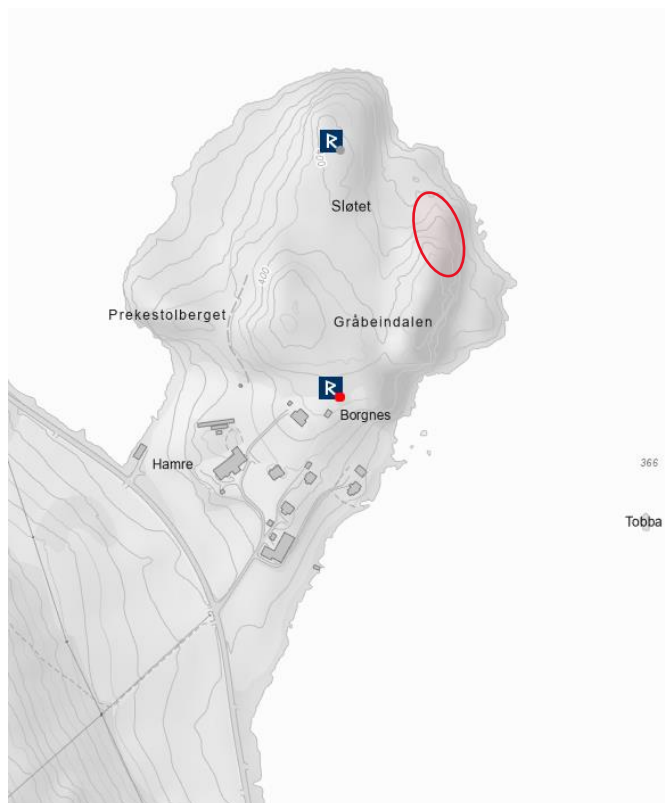 Sløtet
400
Prekestolberget
Gråbeindalen
Borgnes
Hamre
366
Tobba